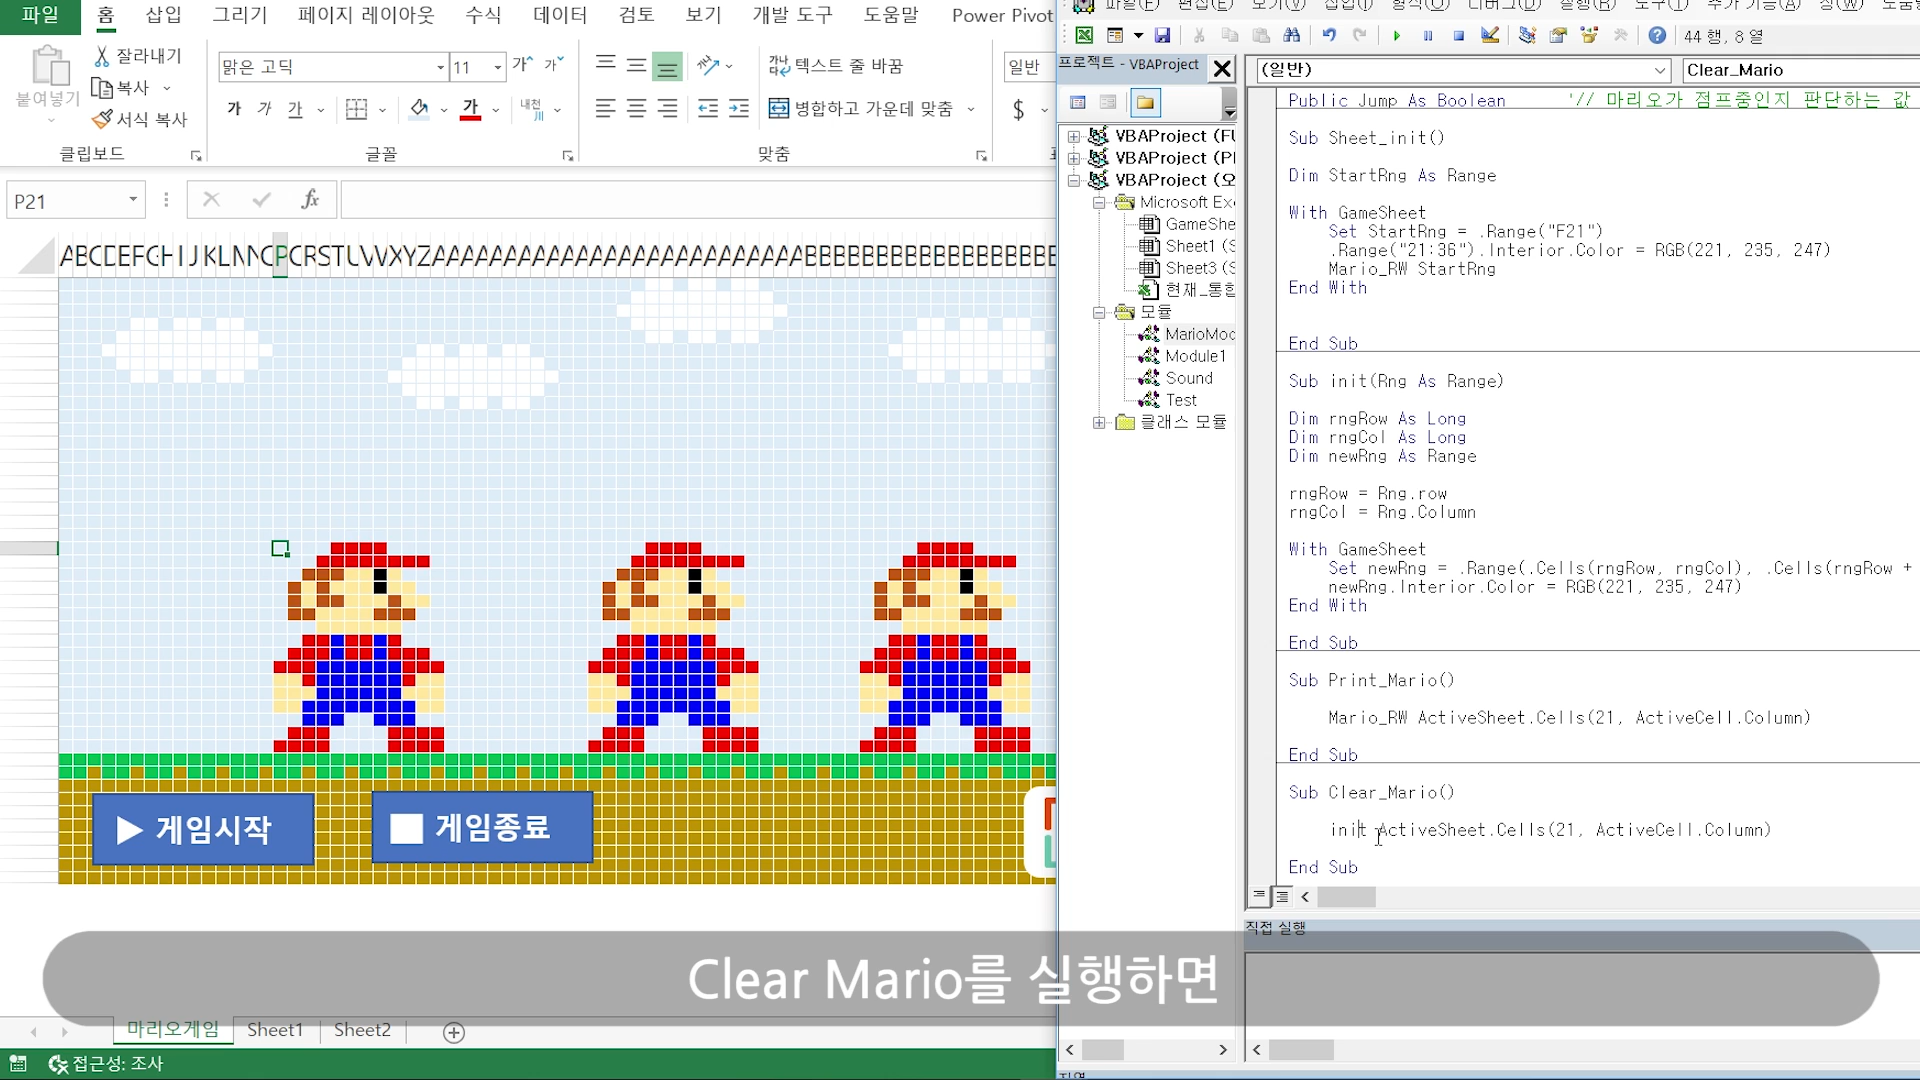 파일 홈 삽입 그리기 페이지 레이아웃 수식 데이터 검토 보기 개발 도구 도움말 Power Pivot
잘라내기
복사
서식 복사
붙여넣기
클립보드
맑은 고딕 11
가 가 가 가 내천
글꼴
텍스트 줄 바꿈
병합하고 가운데 맞춤
맞춤
일반
$
P21
fx
게임시작
게임종료
마리오게임 Sheet1 Sheet2
접근성: 조사
44 행, 8 열
프로젝트 - VBAProject
VBAProject (FU
VBAProject (PI
VBAProject (오
Microsoft Exc
GameShe
Sheet1 (S
Sheet3 (S
현재_통합
모듈
MarioMod
Module1
Sound
Test
클래스 모듈
(일반) Clear_Mario
Public Jump As Boolean '// 마리오가 점프중인지 판단하는 값
Sub Sheet_init()
Dim StartRng As Range
With GameSheet
Set StartRng = .Range("F21")
.Range("21:36").Interior.Color = RGB(221, 235, 247)
Mario_RW StartRng
End With
End Sub
Sub init(Rng As Range)
Dim rngRow As Long
Dim rngCol As Long
Dim newRng As Range
rngRow = Rng.row
rngCol = Rng.Column
With GameSheet
Set newRng = .Range(.Cells(rngRow, rngCol), .Cells(rngRow +
newRng.Interior.Color = RGB(221, 235, 247)
End With
End Sub
Sub Print_Mario()
Mario_RW ActiveSheet.Cells(21, ActiveCell.Column)
End Sub
Sub Clear_Mario()
init ActiveSheet.Cells(21, ActiveCell.Column)
End Sub
직접 실행
Clear Mario를 실행하면